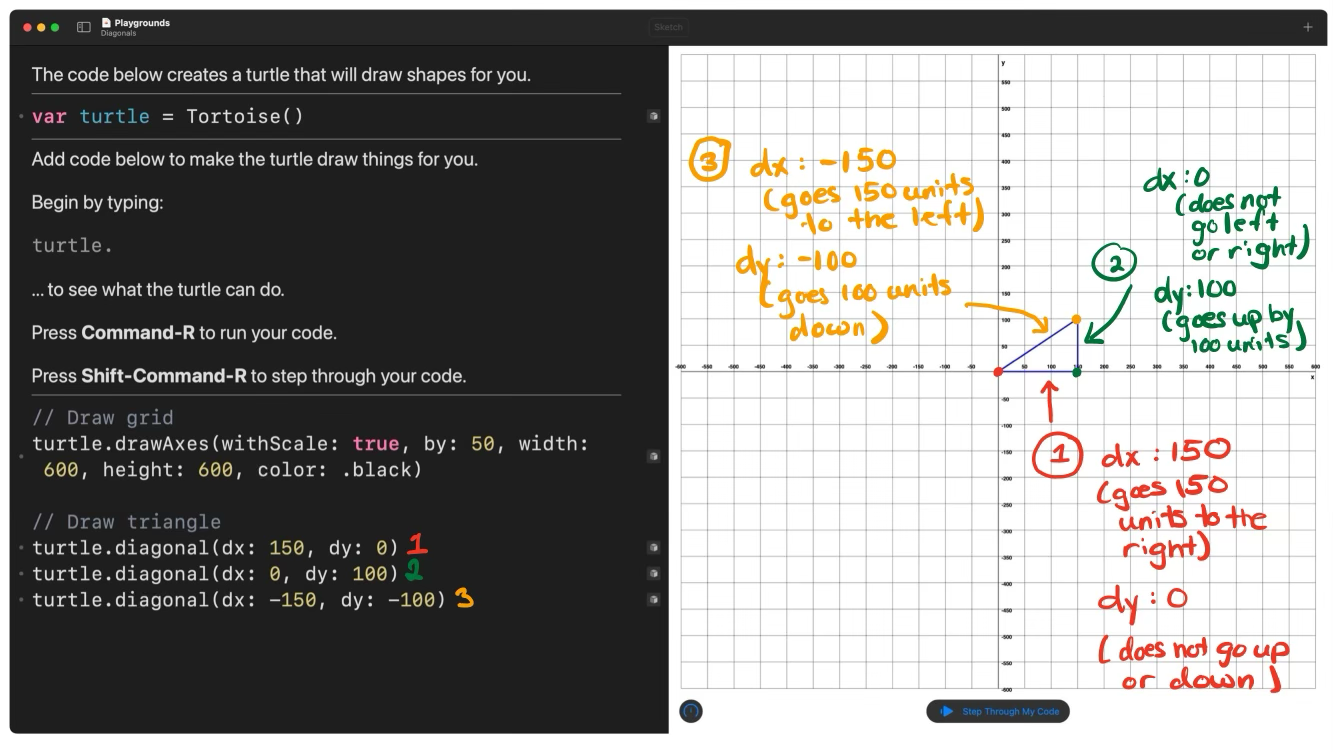 Playgrounds
Diagonals
Sketch
The code below creates a turtle that will draw shapes for you.
var turtle = Tortoise()
Add code below to make the turtle draw things for you.
Begin by typing:
turtle.
... to see what the turtle can do.
Press Command-R to run your code.
Press Shift-Command-R to step through your code.
// Draw grid
turtle.drawAxes(withScale: true, by: 50, width:
600, height: 600, color: .black)
// Draw triangle
turtle.diagonal(dx: 150, dy: 0) 1
turtle.diagonal(dx: 0, dy: 100) 2
turtle.diagonal(dx: -150, dy: -100) 3
y
550
500
450
400
350
300
250
200
150
100
50
-600 -550 -500 -450 -400 -350 -300 -250 -200 -150 -100 -50 50 100 150 200 250 300 350 400 450 500 550 600
x
-50
-100
-150
-200
-250
-300
-350
-400
-450
-500
-550
-600
3
dx : -150
(goes 150 units
to the left)
dy : -100
(goes 100 units
down)
2
dx : 0
(does not
go left
or right)
dy : 100
(goes up by
100 units)
1
dx : 150
(goes 150
units to the
right)
dy : 0
(does not go up
or down)
Step Through My Code